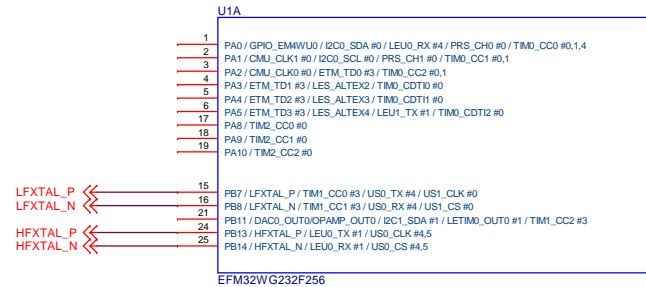 U1A
1 PA0 / GPIO_EM4WU0 / I2C0_SDA #0 / LEU0_RX #4 / PRS_CH0 #0 / TIM0_CC0 #0,1,4
2 PA1 / CMU_CLK1 #0 / I2C0_SCL #0 / PRS_CH1 #0 / TIM0_CC1 #0,1
3 PA2 / CMU_CLK0 #0 / ETM_TD0 #3 / TIM0_CC2 #0,1
4 PA3 / ETM_TD1 #3 / LES_ALTEX2 / TIM0_CDTI0 #0
5 PA4 / ETM_TD2 #3 / LES_ALTEX3 / TIM0_CDTI1 #0
6 PA5 / ETM_TD3 #3 / LES_ALTEX4 / LEU1_TX #1 / TIM0_CDTI2 #0
17 PA8 / TIM2_CC0 #0
18 PA9 / TIM2_CC1 #0
19 PA10 / TIM2_CC2 #0
LFXTAL_P 15 PB7 / LFXTAL_P / TIM1_CC0 #3 / US0_TX #4 / US1_CLK #0
LFXTAL_N 16 PB8 / LFXTAL_N / TIM1_CC1 #3 / US0_RX #4 / US1_CS #0
21 PB11 / DAC0_OUT0/OPAMP_OUT0 / I2C1_SDA #1 / LETIM0_OUT0 #1 / TIM1_CC2 #3
HFXTAL_P 24 PB13 / HFXTAL_P / LEU0_TX #1 / US0_CLK #4,5
HFXTAL_N 25 PB14 / HFXTAL_N / LEU0_RX #1 / US0_CS #4,5
EFM32WG232F256